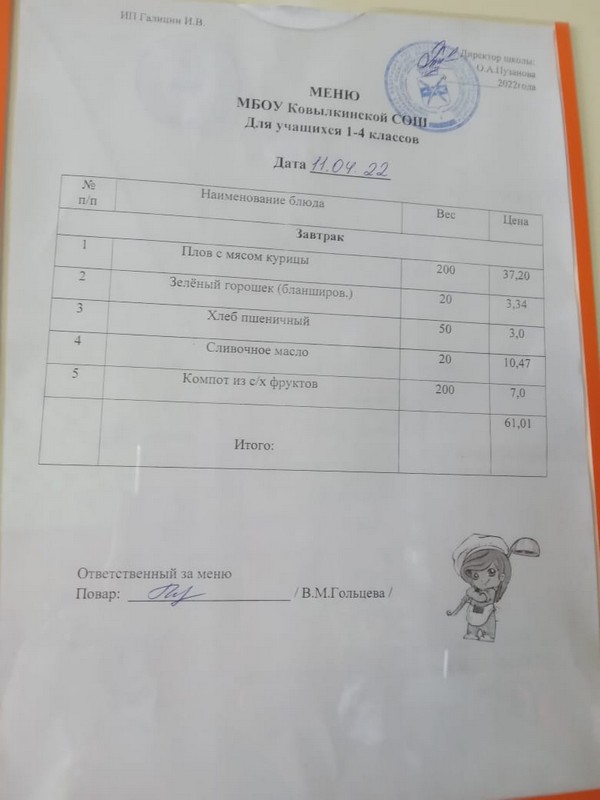 ИП Галицин И.В
Директор школы:
О.А.Пузанова
2022года
МЕНЮ
МБОУ Ковылкинской СОШ
Для учащихся 1-4 классов
Дата 11.04.22
№ п/п Наименование блюда Вес Цена
Завтрак
1 Плов с мясом курицы 200 37,20
2 Зелёный горошек (бланширов.) 20 3,34
3 Хлеб пшеничный 50 3,0
4 Сливочное масло 20 10,47
5 Компот из с/х фруктов 200 7,0
61,01
Итого:
Ответственный за меню
Повар: / В.М.Гольцева /